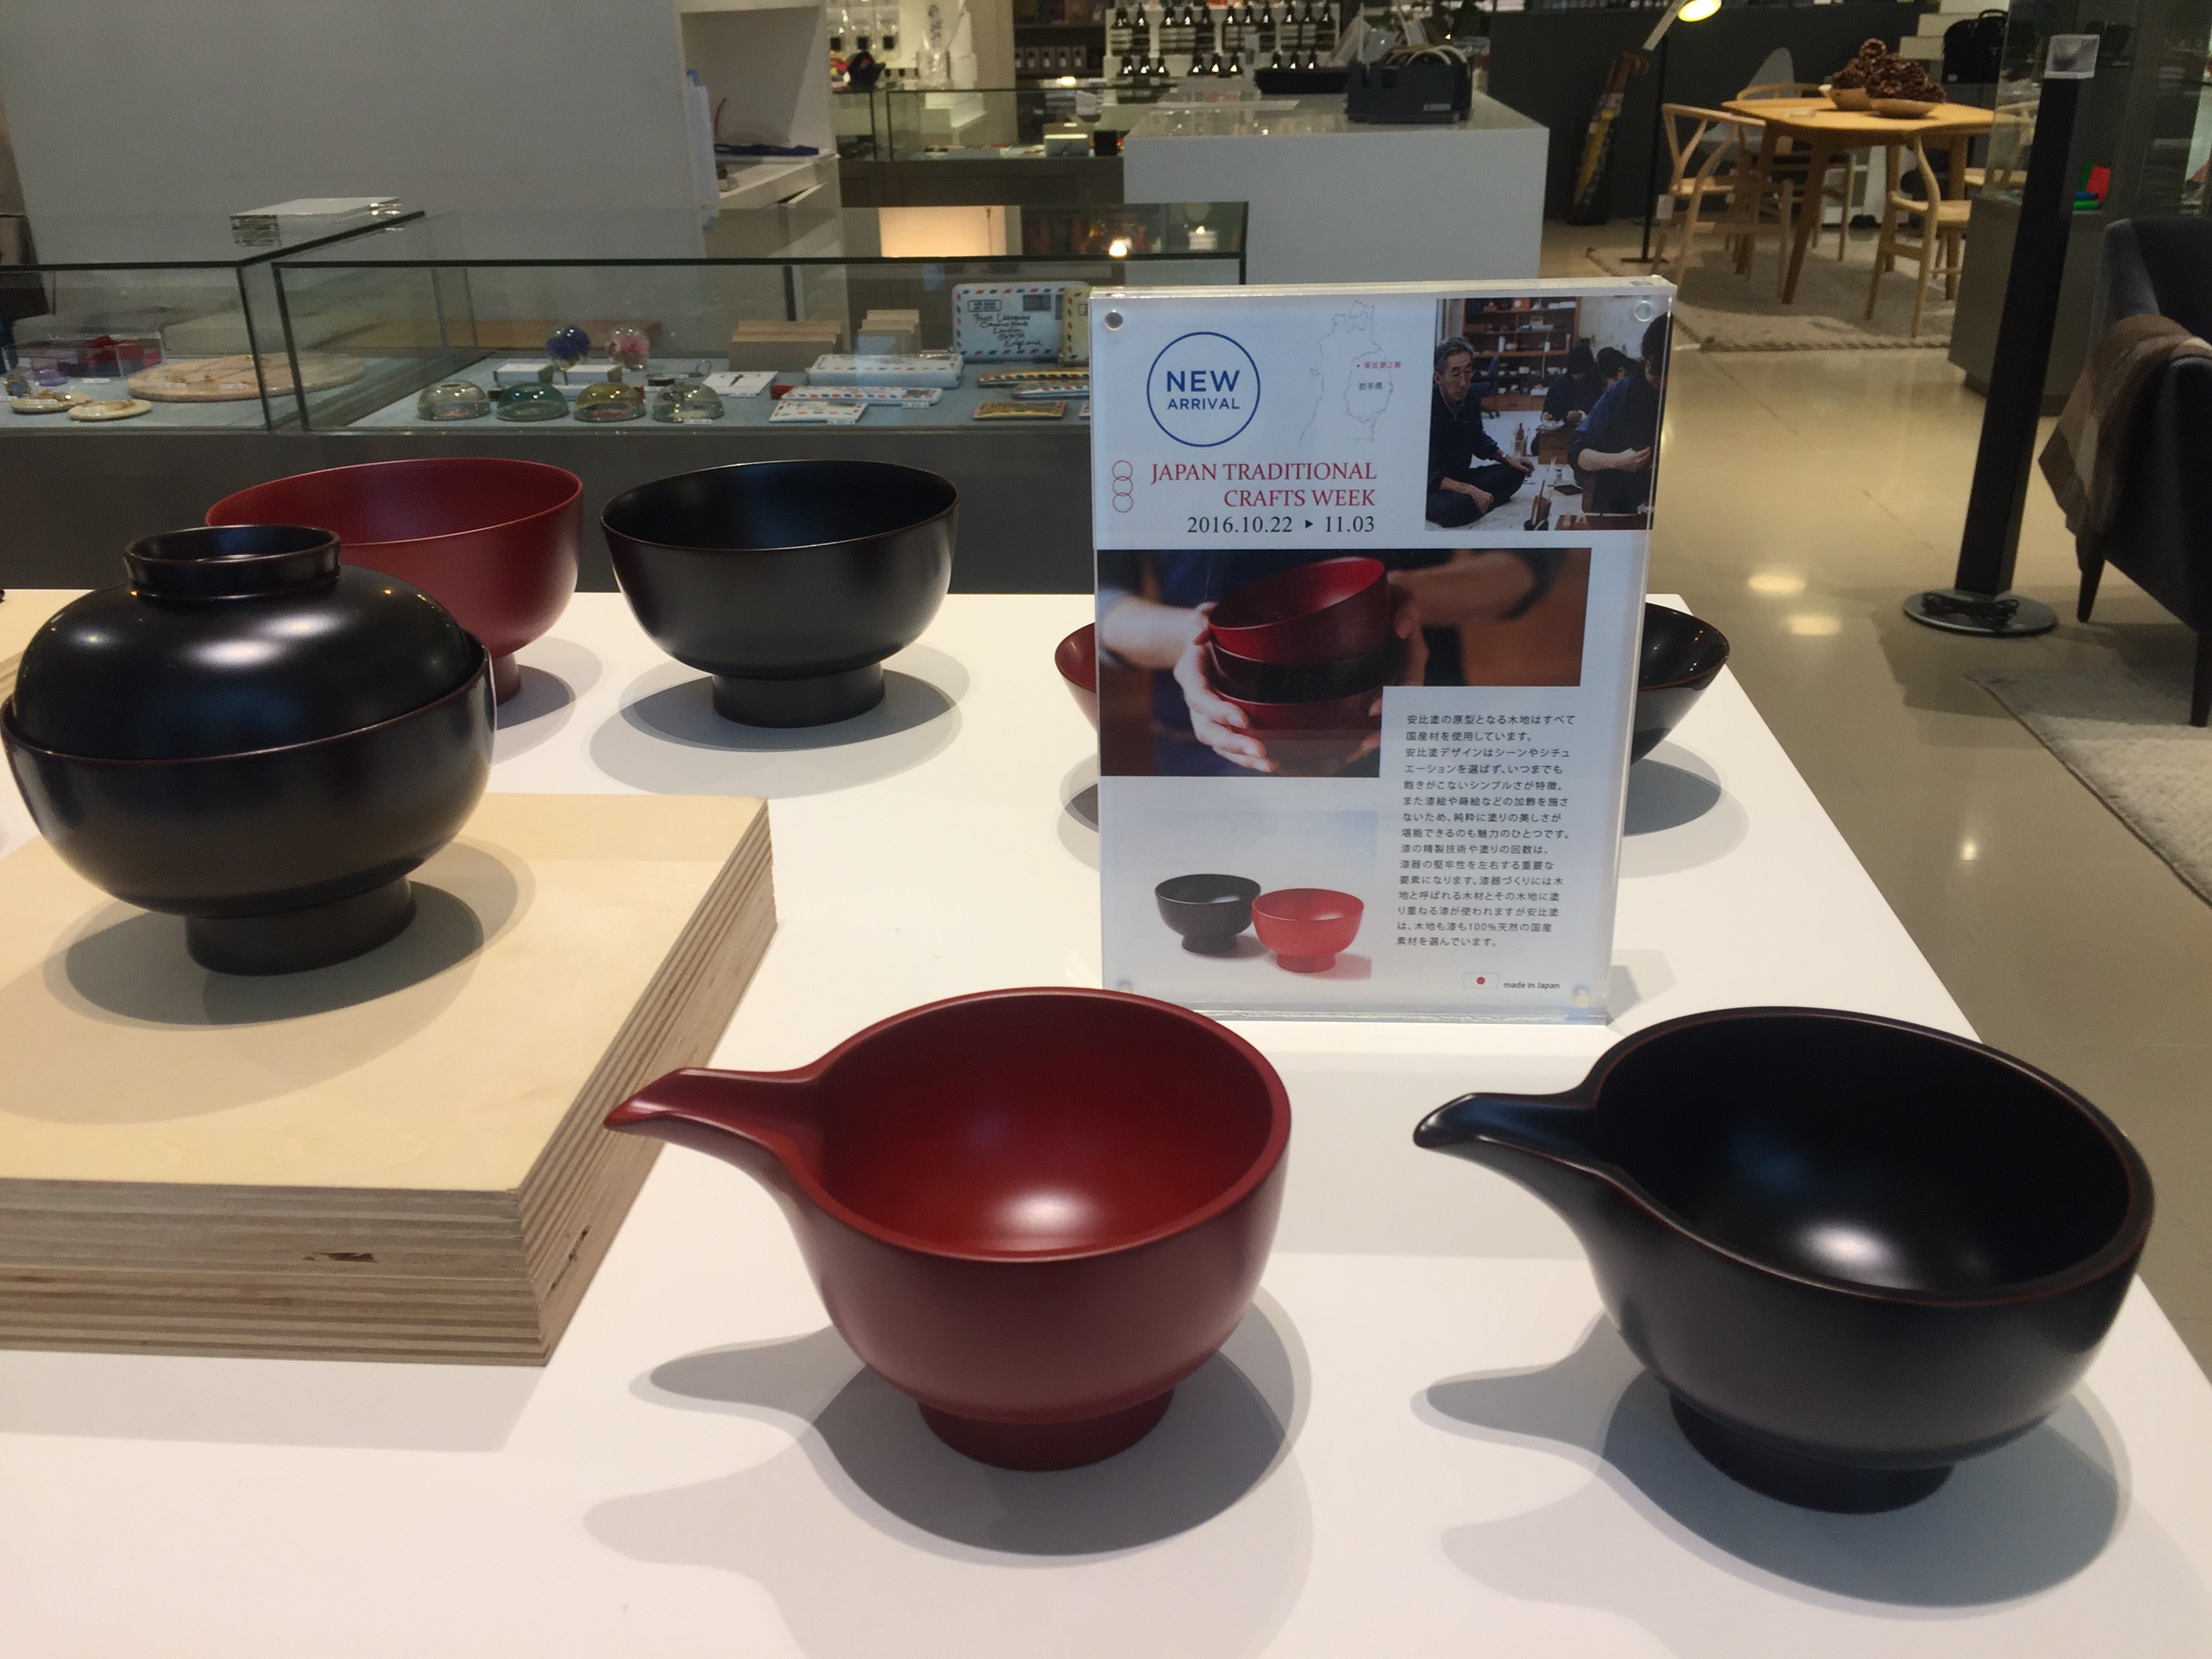 NEW
ARRIVAL
安比塗工房
岩手県
JAPAN TRADITIONAL
CRAFTS WEEK
2016.10.22 ▶ 11.03
安比塗の原型となる木地はすべて
国産材を使用しています。
安比塗デザインはシーンやシチュ
エーションを選ばず、いつまでも
飽きがこないシンプルさが特徴。
また漆絵や蒔絵などの加飾を施さ
ないため、純粋に塗りの美しさが
堪能できるのも魅力のひとつです。
漆の精製技術や塗りの回数は、
漆器の堅牢性を左右する重要な
要素になります。漆器づくりには木
地と呼ばれる木材とその木地に塗
り重ねる漆が使われますが安比塗
は、木地も漆も100%天然の国産
素材を選んでいます。
made in Japan
London
England